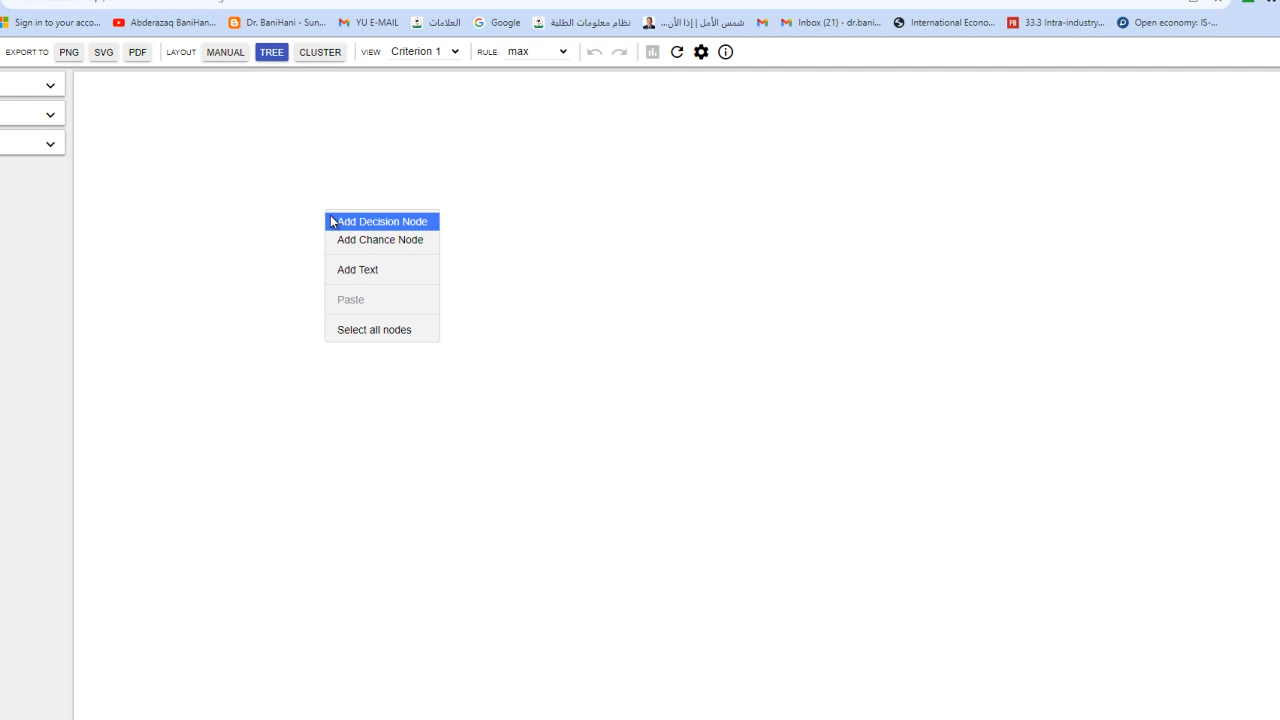 Sign in to your acco...
Abderazaq BaniHan...
Dr. BaniHani - Sun...
YU E-MAIL
العلامات
Google
نظام معلومات الطلبة
شمس الأمل | إذا الأن...
Inbox (21) - dr.bani...
International Econo...
33.3 Intra-industry...
Open economy: IS-...
EXPORT TO PNG SVG PDF LAYOUT MANUAL TREE CLUSTER VIEW Criterion 1 RULE max
Add Decision Node
Add Chance Node
Add Text
Paste
Select all nodes